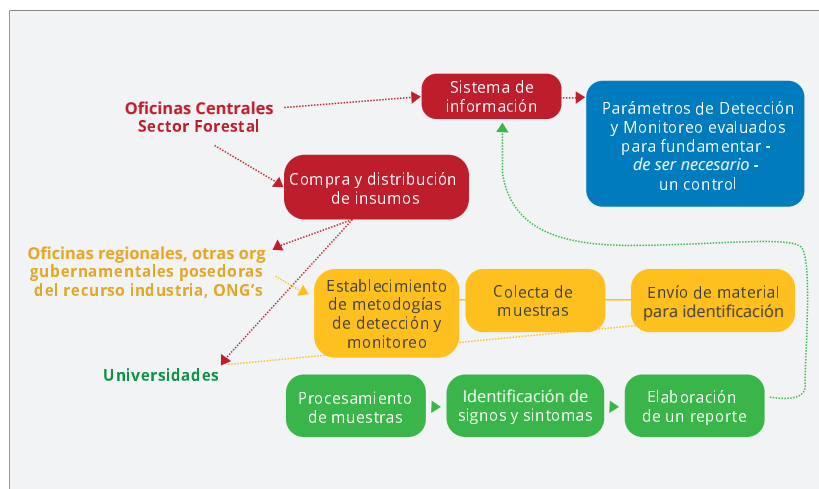 Oficinas Centrales
Sector Forestal
Sistema de
información
Parámetros de Detección
y Monitoreo evaluados
para fundamentar -
de ser necesario -
un control
Compra y distribución
de insumos
Oficinas regionales, otras org
gubernamentales posedoras
del recurso industria, ONG’s
Establecimiento
de metodogías
de detección y
monitoreo
Colecta de
muestras
Envío de material
para identificación
Universidades
Procesamiento
de muestras
Identificación de
signos y sintomas
Elaboración
de un reporte